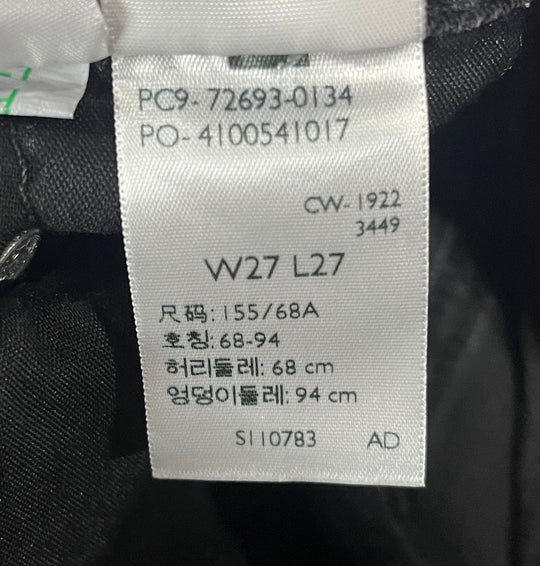 PC9-72693-0134
PO-4100541017
CW-1922
3449
W27 L27
尺码:155/68A
호칭:68-94
허리둘레: 68 cm
엉덩이둘레: 94 cm
S110783 AD